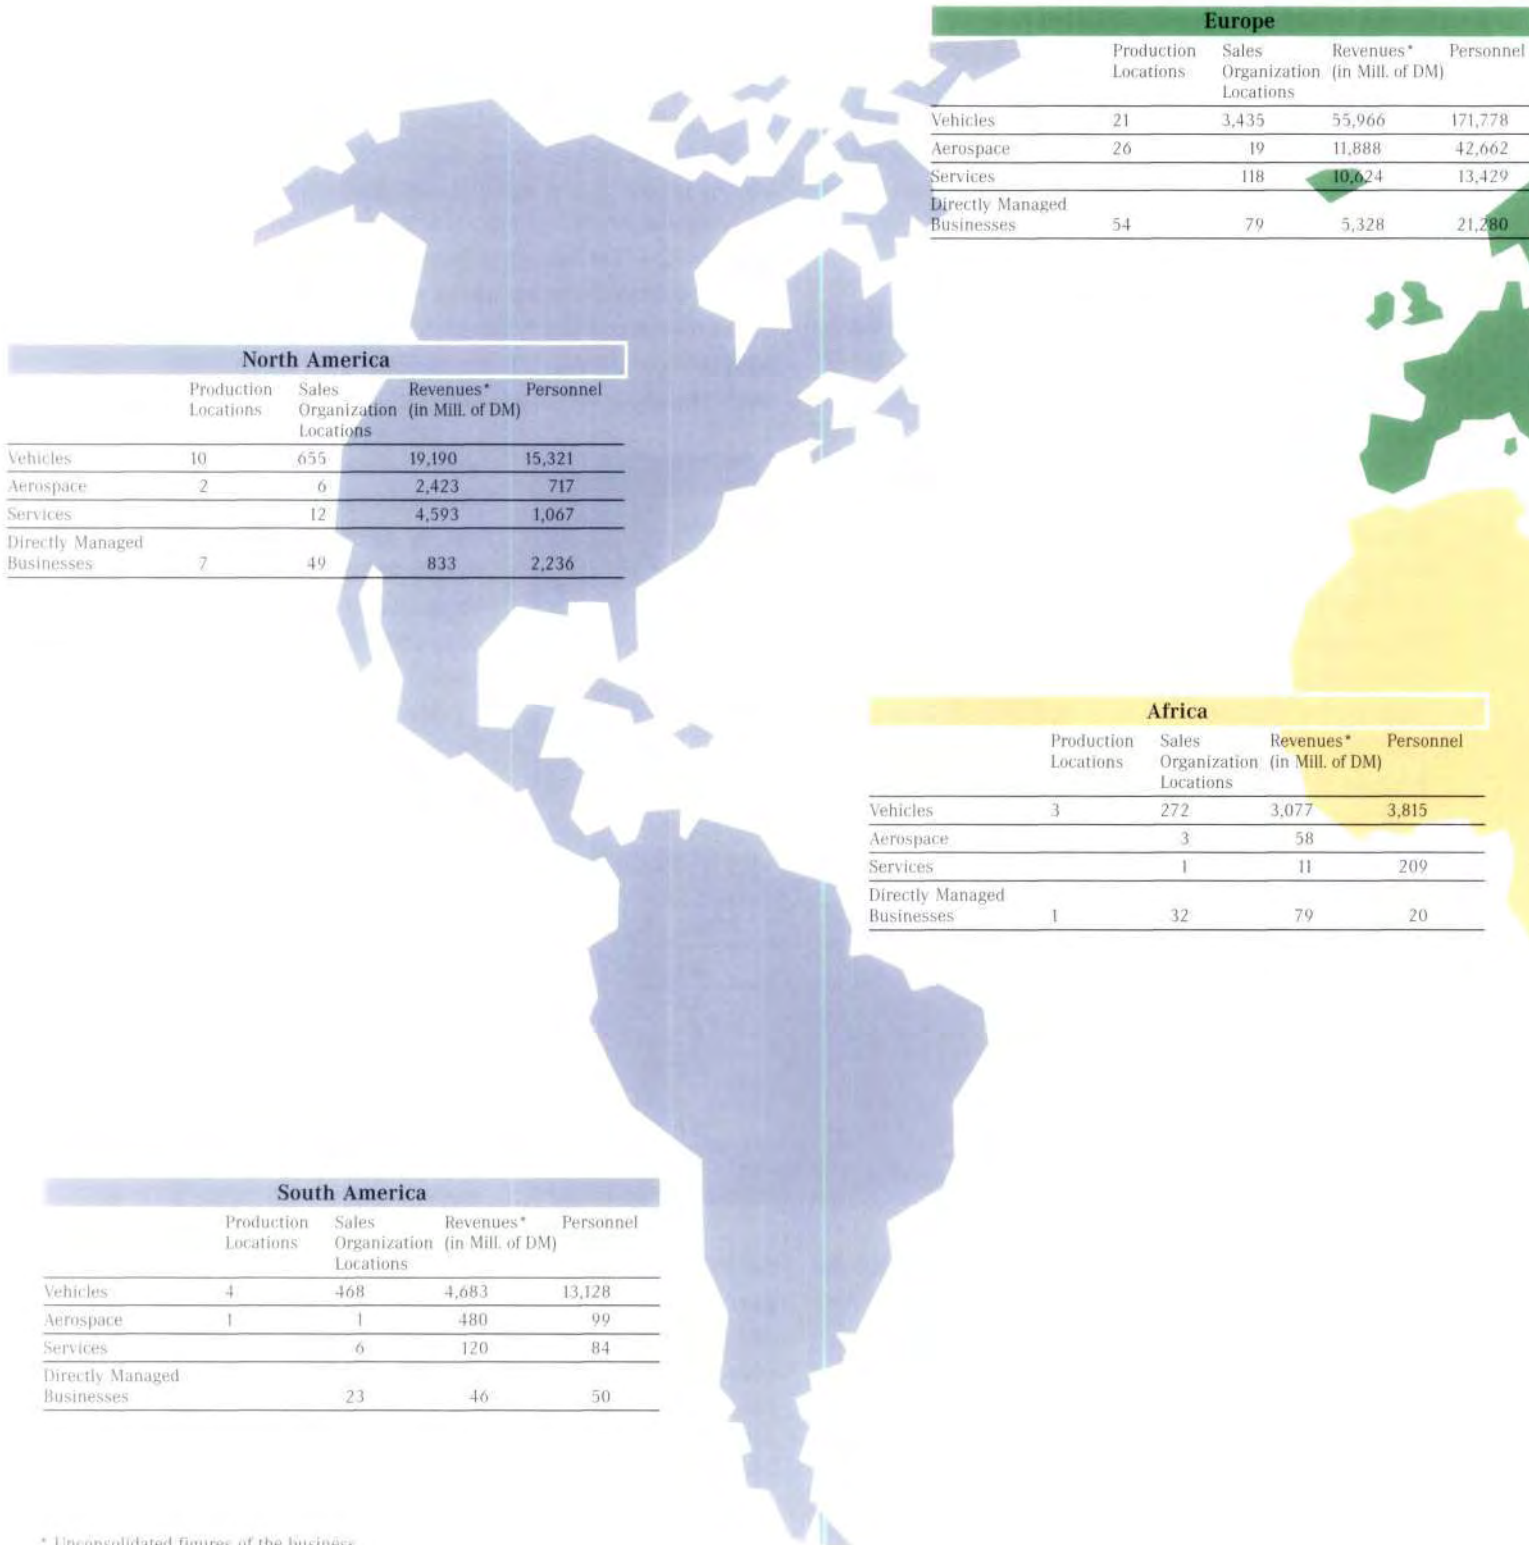 Europe
Production Sales Revenues* Personnel
Locations Organization (in Mill. of DM)
Locations
Vehicles 21 3,435 55,966 171,778
Aerospace 26 19 11,888 42,662
Services 118 10,624 13,429
Directly Managed
Businesses 54 79 5,328 21,280
North America
Production Sales Revenues* Personnel
Locations Organization (in Mill. of DM)
Locations
Vehicles 10 655 19,190 15,321
Aerospace 2 6 2,423 717
Services 12 4,593 1,067
Directly Managed
Businesses 7 49 833 2,236
Africa
Production Sales Revenues* Personnel
Locations Organization (in Mill. of DM)
Locations
Vehicles 3 272 3,077 3,815
Aerospace 3 58
Services 1 11 209
Directly Managed
Businesses 1 32 79 20
South America
Production Sales Revenues* Personnel
Locations Organization (in Mill. of DM)
Locations
Vehicles 4 468 4,683 13,128
Aerospace 1 1 480 99
Services 6 120 84
Directly Managed
Businesses 23 46 50
* Unconsolidated figures of the business